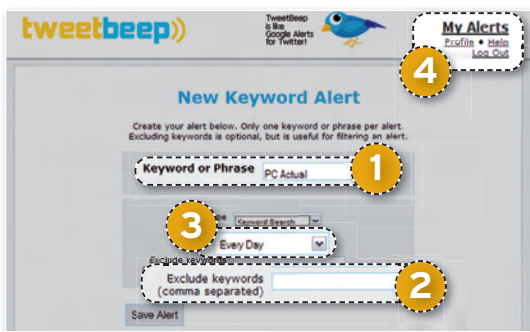 tweetbeep))
TweetBeep
is like
Google Alerts
for Twitter!
My Alerts
Profile • Help
Log Out
4
New Keyword Alert
Create your alert below. Only one keyword or phrase per alert.
Excluding keywords is optional, but is useful for filtering an alert.
Keyword or Phrase PC Actual
1
Keyword Search
3
Every Day
Exclude keywords
Exclude keywords
(comma separated)
2
Save Alert